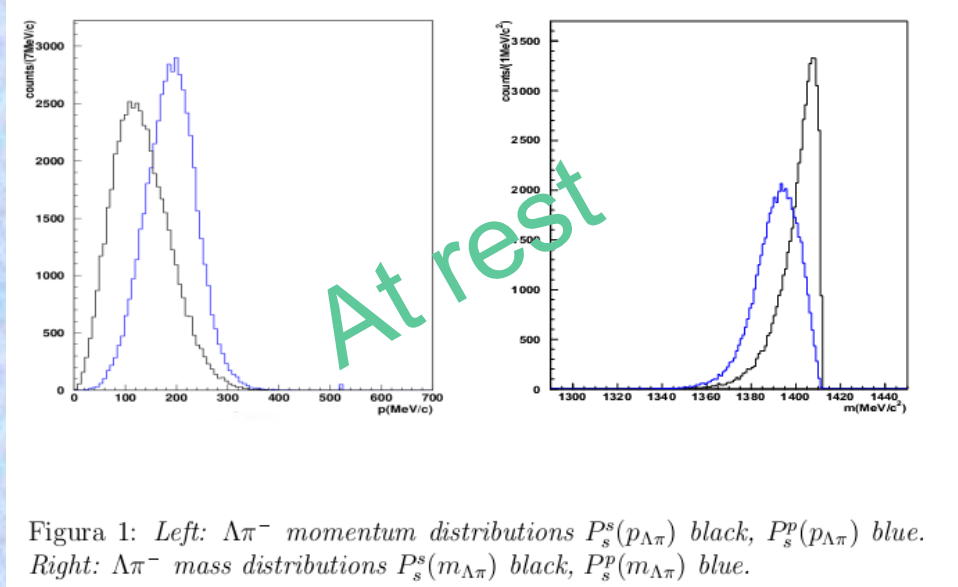 counts/(7MeV/c)
3000
2500
2000
1500
1000
500
0
0 100 200 300 400 500 600 700
p(MeV/c)
counts/(1MeV/c²)
3500
3000
2500
2000
1500
1000
500
0
1300 1320 1340 1360 1380 1400 1420 1440
m(MeV/c²)
At rest
Figura 1: Left: Λπ⁻ momentum distributions Pₛˢ(p_Λπ) black, Pₛᵖ(p_Λπ) blue.
Right: Λπ⁻ mass distributions Pₛˢ(m_Λπ) black, Pₛᵖ(m_Λπ) blue.